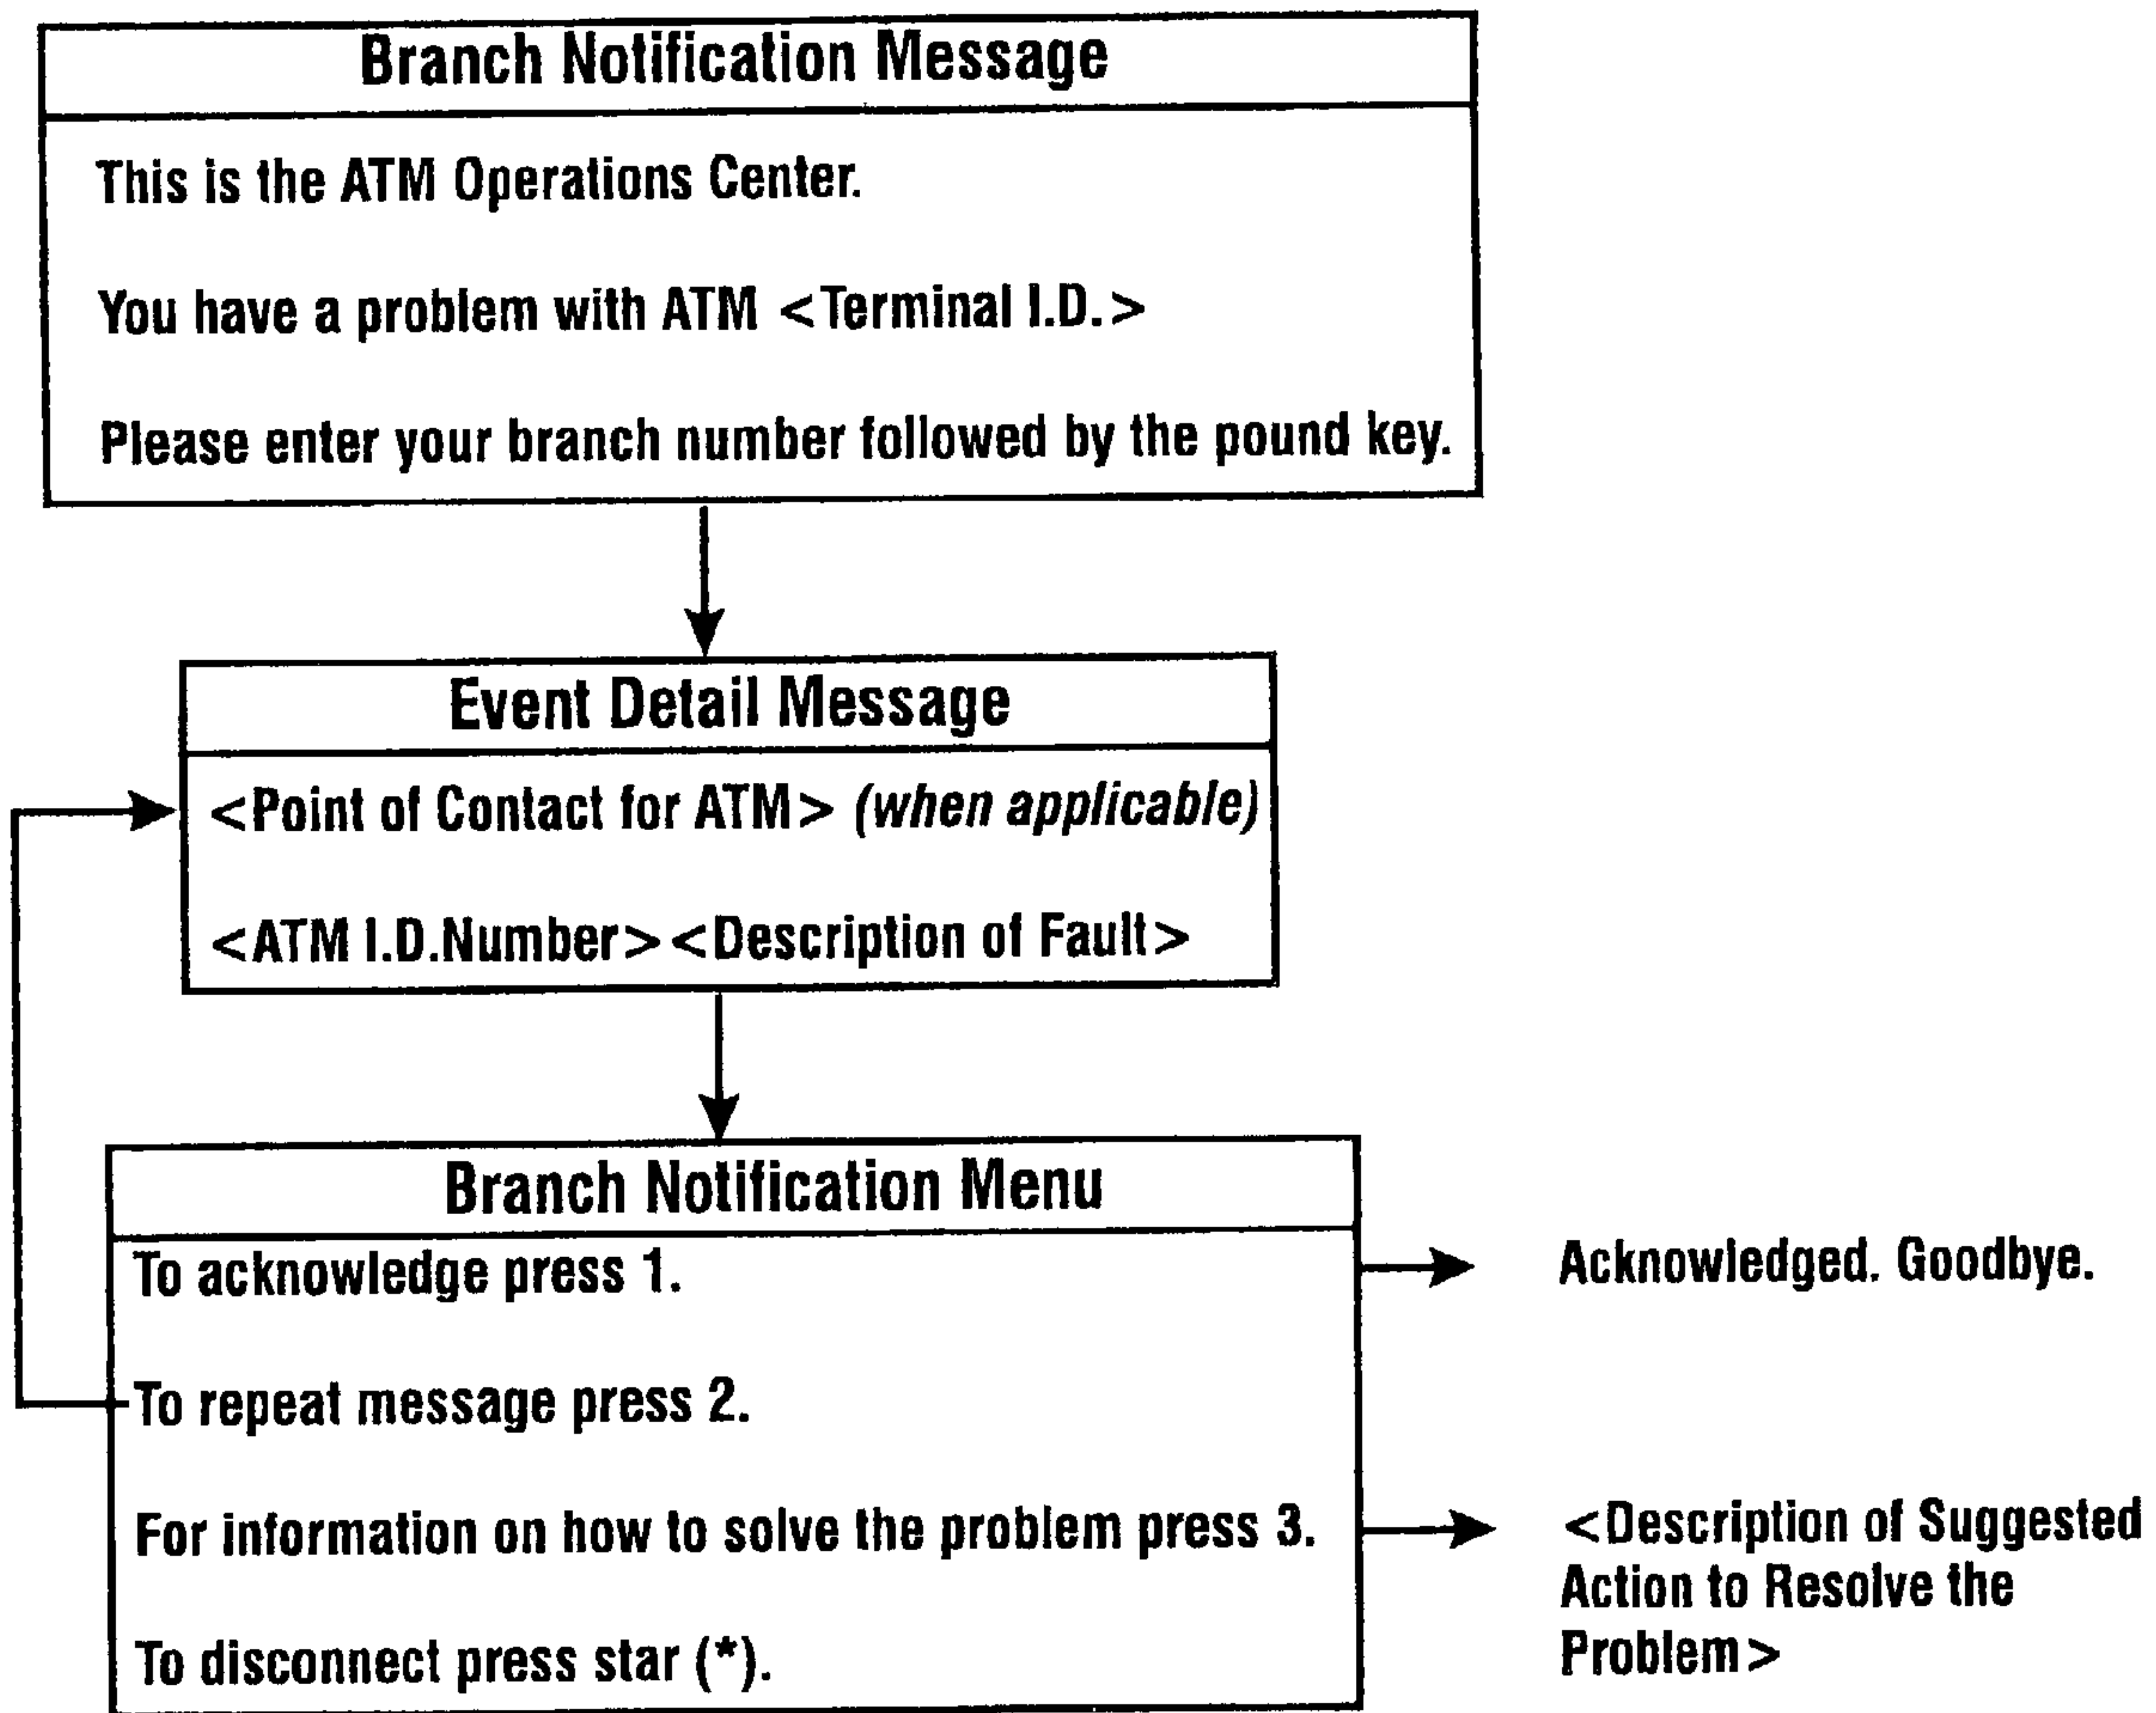 Branch Notification Message
This is the ATM Operations Center.
You have a problem with ATM <Terminal I.D.>
Please enter your branch number followed by the pound key.
Event Detail Message
<Point of Contact for ATM> (when applicable)
<ATM I.D.Number><Description of Fault>
Branch Notification Menu
To acknowledge press 1.
Acknowledged. Goodbye.
To repeat message press 2.
For information on how to solve the problem press 3.
<Description of Suggested
Action to Resolve the
Problem>
To disconnect press star (*).